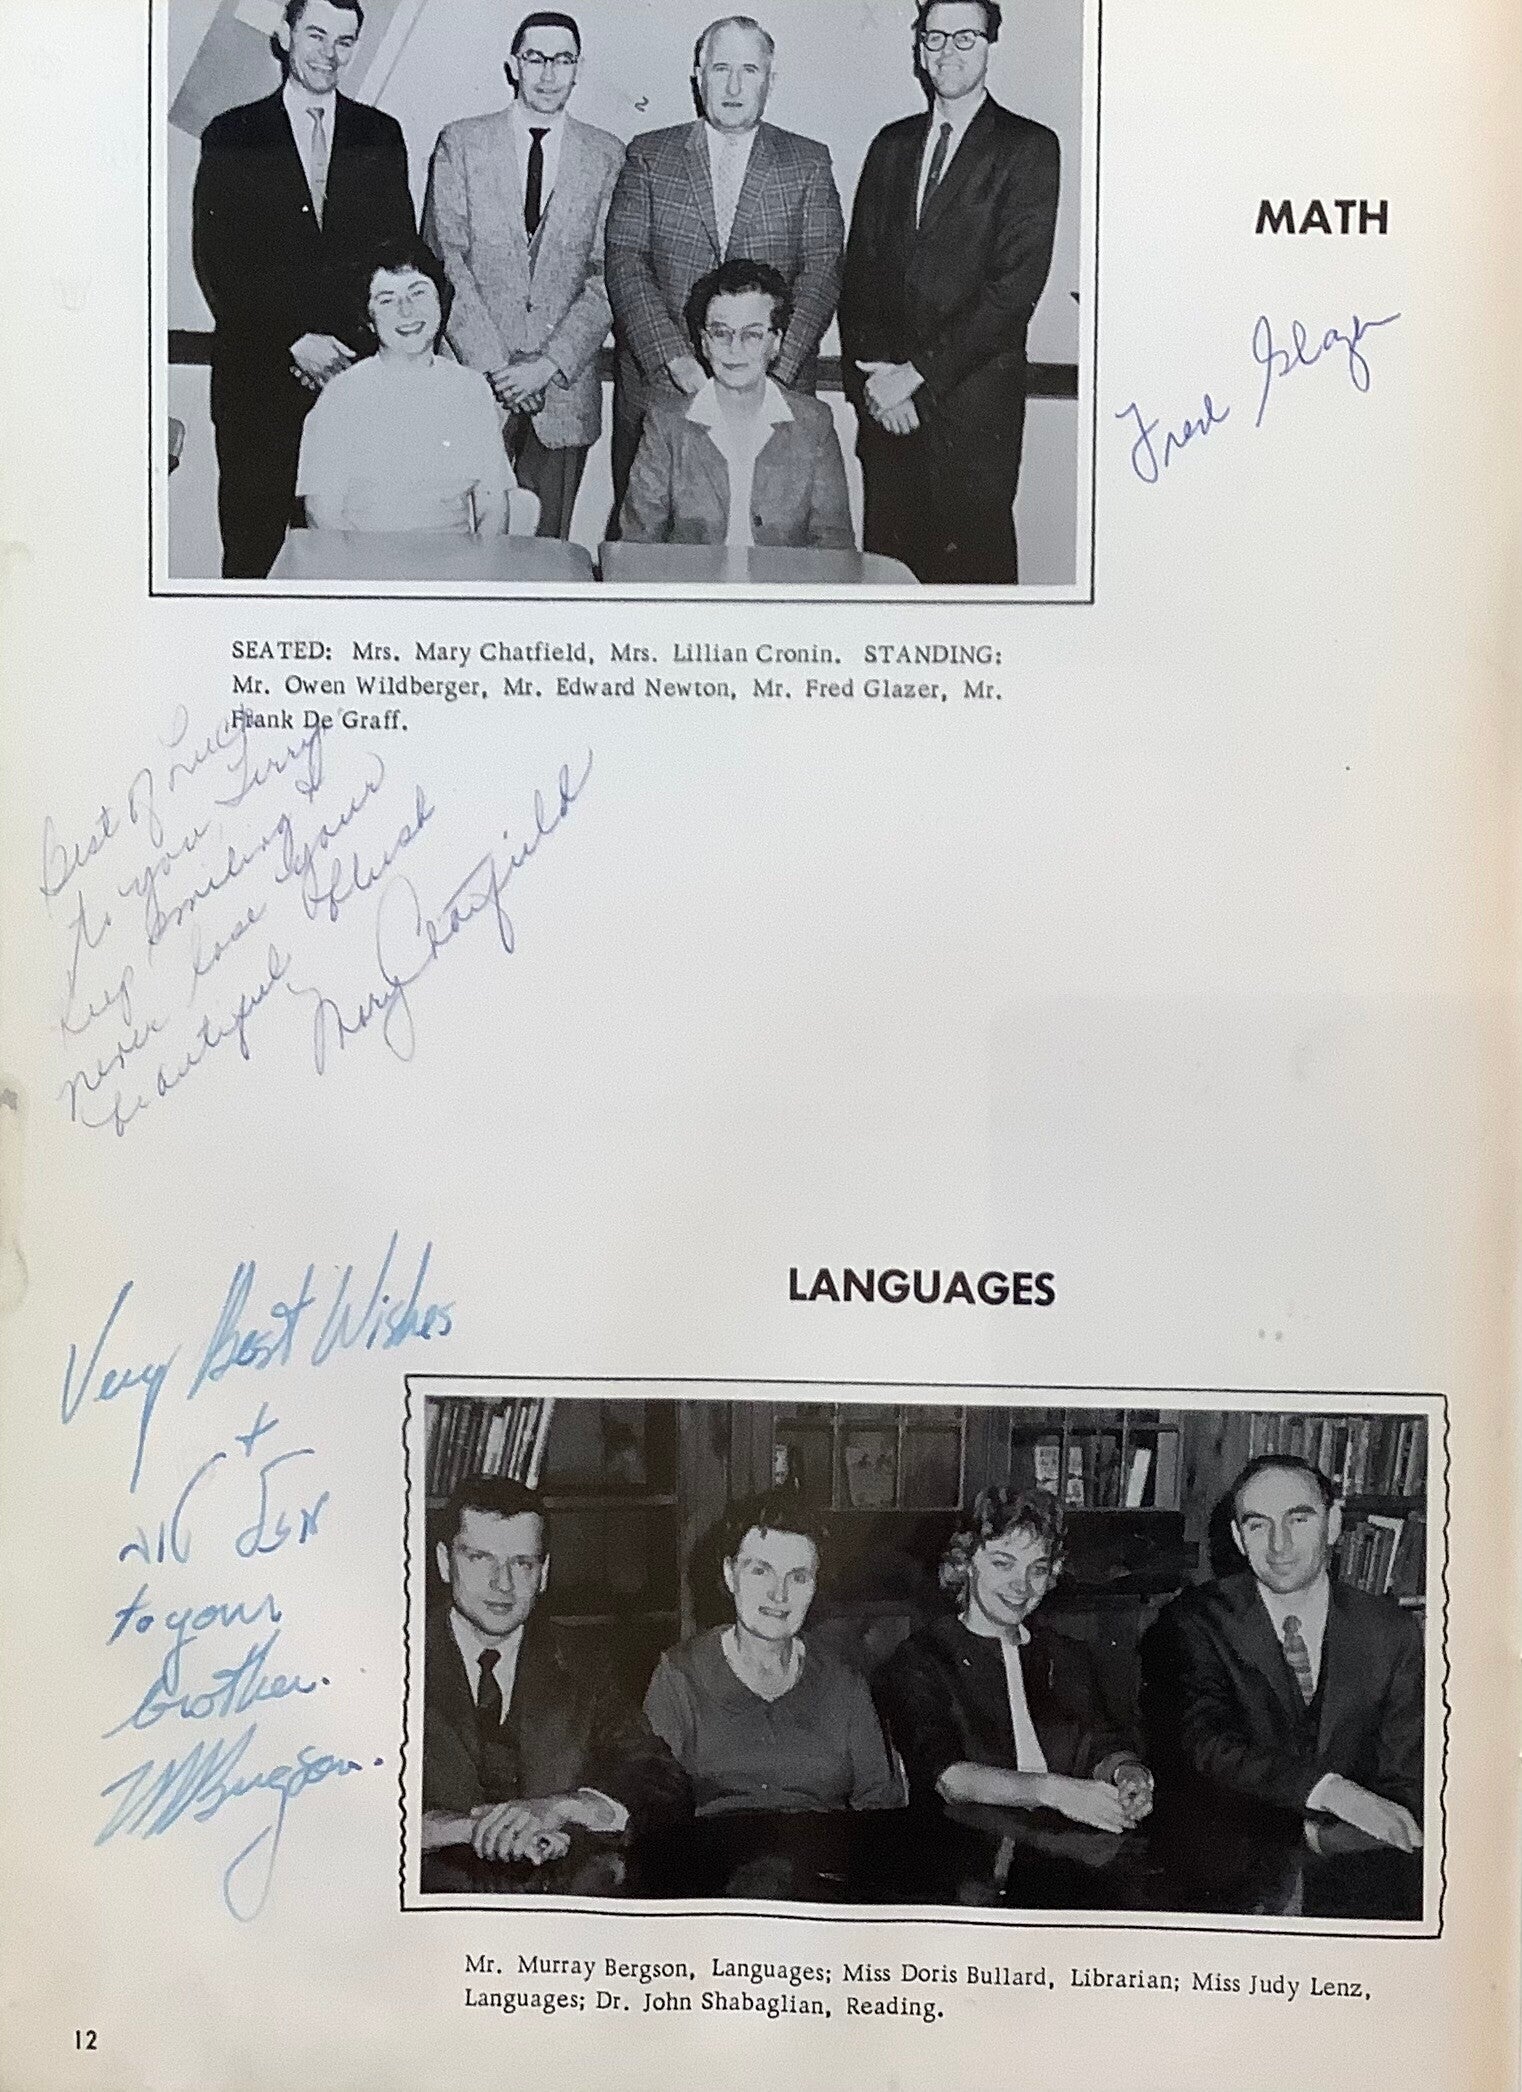 MATH
Fred Glazer
SEATED: Mrs. Mary Chatfield, Mrs. Lillian Cronin. STANDING:
Mr. Owen Wildberger, Mr. Edward Newton, Mr. Fred Glazer, Mr.
Frank De Graff.
Best of Luck
to you, Terry
Keep Smiling &
never lose your
beautiful blush
Mary Chatfield
LANGUAGES
Very Best Wishes
+
מזל טוב
to your
brother.
M Bergson.
Mr. Murray Bergson, Languages; Miss Doris Bullard, Librarian; Miss Judy Lenz,
Languages; Dr. John Shabaglian, Reading.
12